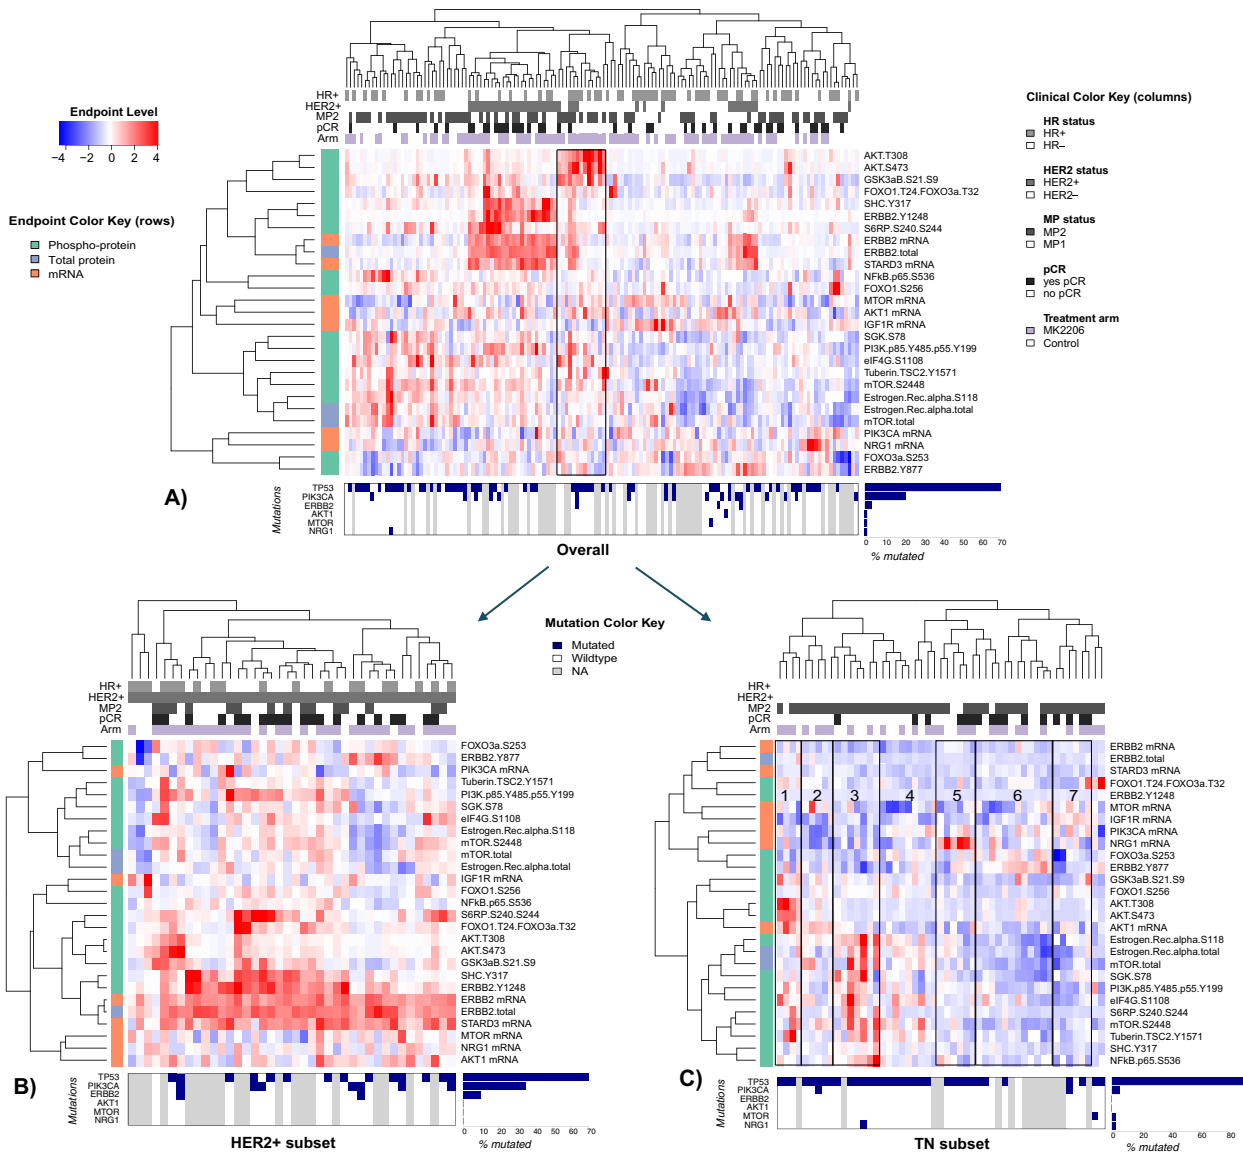 HR+
HER2+
MP2
pCR
Arm
Endpoint Level
−4 −2 0 2 4
Endpoint Color Key (rows)
Phospho-protein
Total protein
mRNA
AKT.T308
AKT.S473
GSK3aB.S21.S9
FOXO1.T24.FOXO3a.T32
SHC.Y317
ERBB2.Y1248
S6RP.S240.S244
ERBB2 mRNA
ERBB2.total
STARD3 mRNA
NFkB.p65.S536
FOXO1.S256
MTOR mRNA
AKT1 mRNA
IGF1R mRNA
SGK.S78
PI3K.p85.Y485.p55.Y199
eIF4G.S1108
Tuberin.TSC2.Y1571
mTOR.S2448
Estrogen.Rec.alpha.S118
Estrogen.Rec.alpha.total
mTOR.total
PIK3CA mRNA
NRG1 mRNA
FOXO3a.S253
ERBB2.Y877
Clinical Color Key (columns)
HR status
HR+
HR−
HER2 status
HER2+
HER2−
MP status
MP2
MP1
pCR
yes pCR
no pCR
Treatment arm
MK2206
Control
A)
Mutations
TP53
PIK3CA
ERBB2
AKT1
MTOR
NRG1
0 10 20 30 40 50 60 70
% mutated
Overall
Mutation Color Key
Mutated
Wildtype
NA
HR+
HER2+
MP2
pCR
Arm
FOXO3a.S253
ERBB2.Y877
PIK3CA mRNA
Tuberin.TSC2.Y1571
PI3K.p85.Y485.p55.Y199
SGK.S78
eIF4G.S1108
Estrogen.Rec.alpha.S118
mTOR.S2448
mTOR.total
Estrogen.Rec.alpha.total
IGF1R mRNA
FOXO1.S256
NFkB.p65.S536
S6RP.S240.S244
FOXO1.T24.FOXO3a.T32
AKT.T308
AKT.S473
GSK3aB.S21.S9
SHC.Y317
ERBB2.Y1248
ERBB2 mRNA
ERBB2.total
STARD3 mRNA
MTOR mRNA
NRG1 mRNA
AKT1 mRNA
B)
Mutations
TP53
PIK3CA
ERBB2
AKT1
MTOR
NRG1
0 10 20 30 40 50 60 70
% mutated
HER2+ subset
HR+
HER2+
MP2
pCR
Arm
1 2 3 4 5 6 7
ERBB2 mRNA
ERBB2.total
STARD3 mRNA
FOXO1.T24.FOXO3a.T32
ERBB2.Y1248
MTOR mRNA
IGF1R mRNA
PIK3CA mRNA
NRG1 mRNA
FOXO3a.S253
ERBB2.Y877
GSK3aB.S21.S9
FOXO1.S256
AKT.T308
AKT.S473
AKT1 mRNA
Estrogen.Rec.alpha.S118
Estrogen.Rec.alpha.total
mTOR.total
SGK.S78
PI3K.p85.Y485.p55.Y199
eIF4G.S1108
S6RP.S240.S244
mTOR.S2448
Tuberin.TSC2.Y1571
SHC.Y317
NFkB.p65.S536
C)
Mutations
TP53
PIK3CA
ERBB2
AKT1
MTOR
NRG1
0 20 40 60 80
% mutated
TN subset